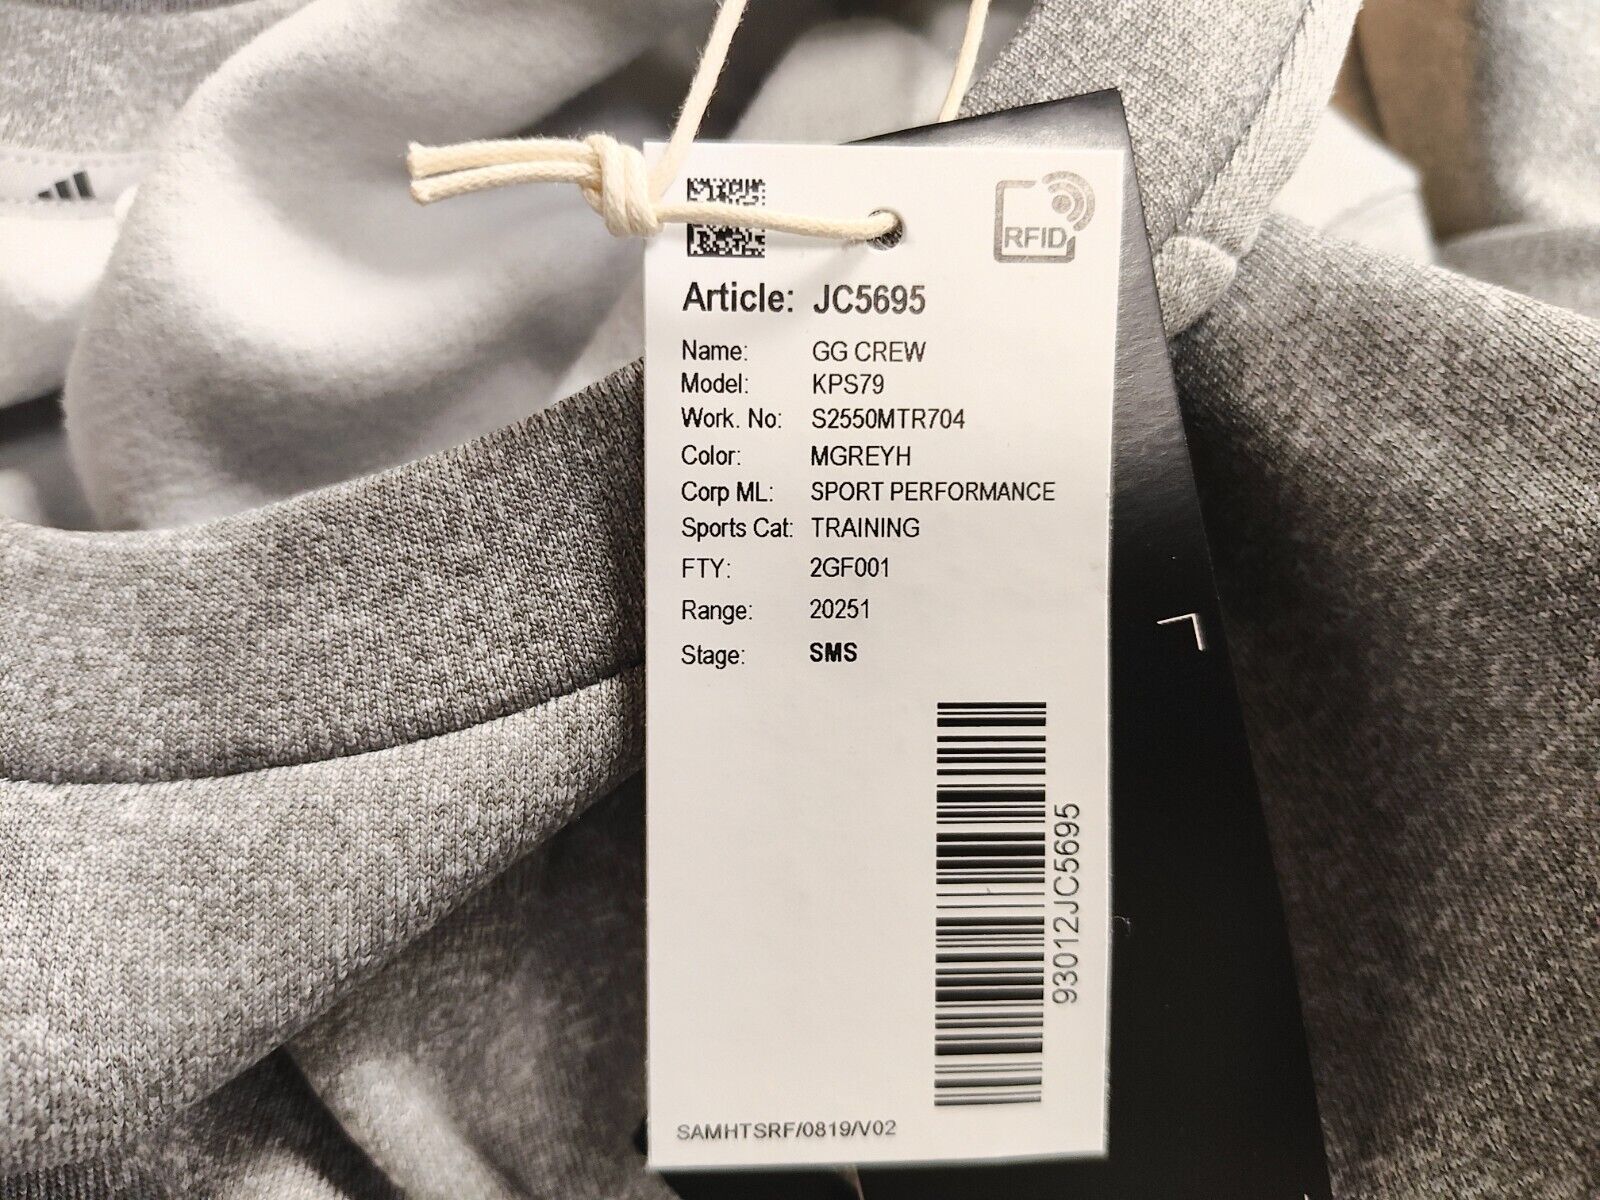 RFID
Article: JC5695
Name: GG CREW
Model: KPS79
Work. No: S2550MTR704
Color: MGREYH
Corp ML: SPORT PERFORMANCE
Sports Cat: TRAINING
FTY: 2GF001
Range: 20251
Stage: SMS
93012JC5695
SAMHTSRF/0819/V02